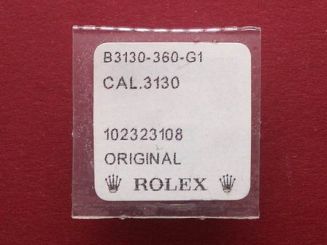 B3130-360-G1
CAL.3130
102323108
ORIGINAL
ROLEX